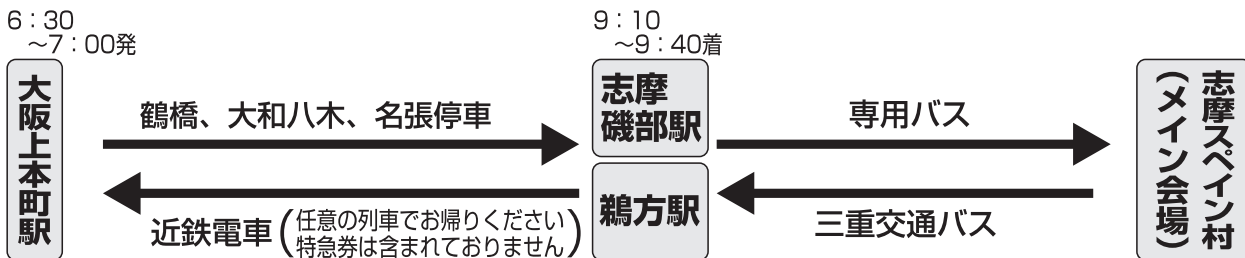 6：30
～7：00発
9：10
～9：40着
大阪上本町駅
鶴橋、大和八木、名張停車
志摩
磯部駅
専用バス
志摩スペイン村
（メイン会場）
近鉄電車（任意の列車でお帰りください
特急券は含まれておりません）
鵜方駅
三重交通バス